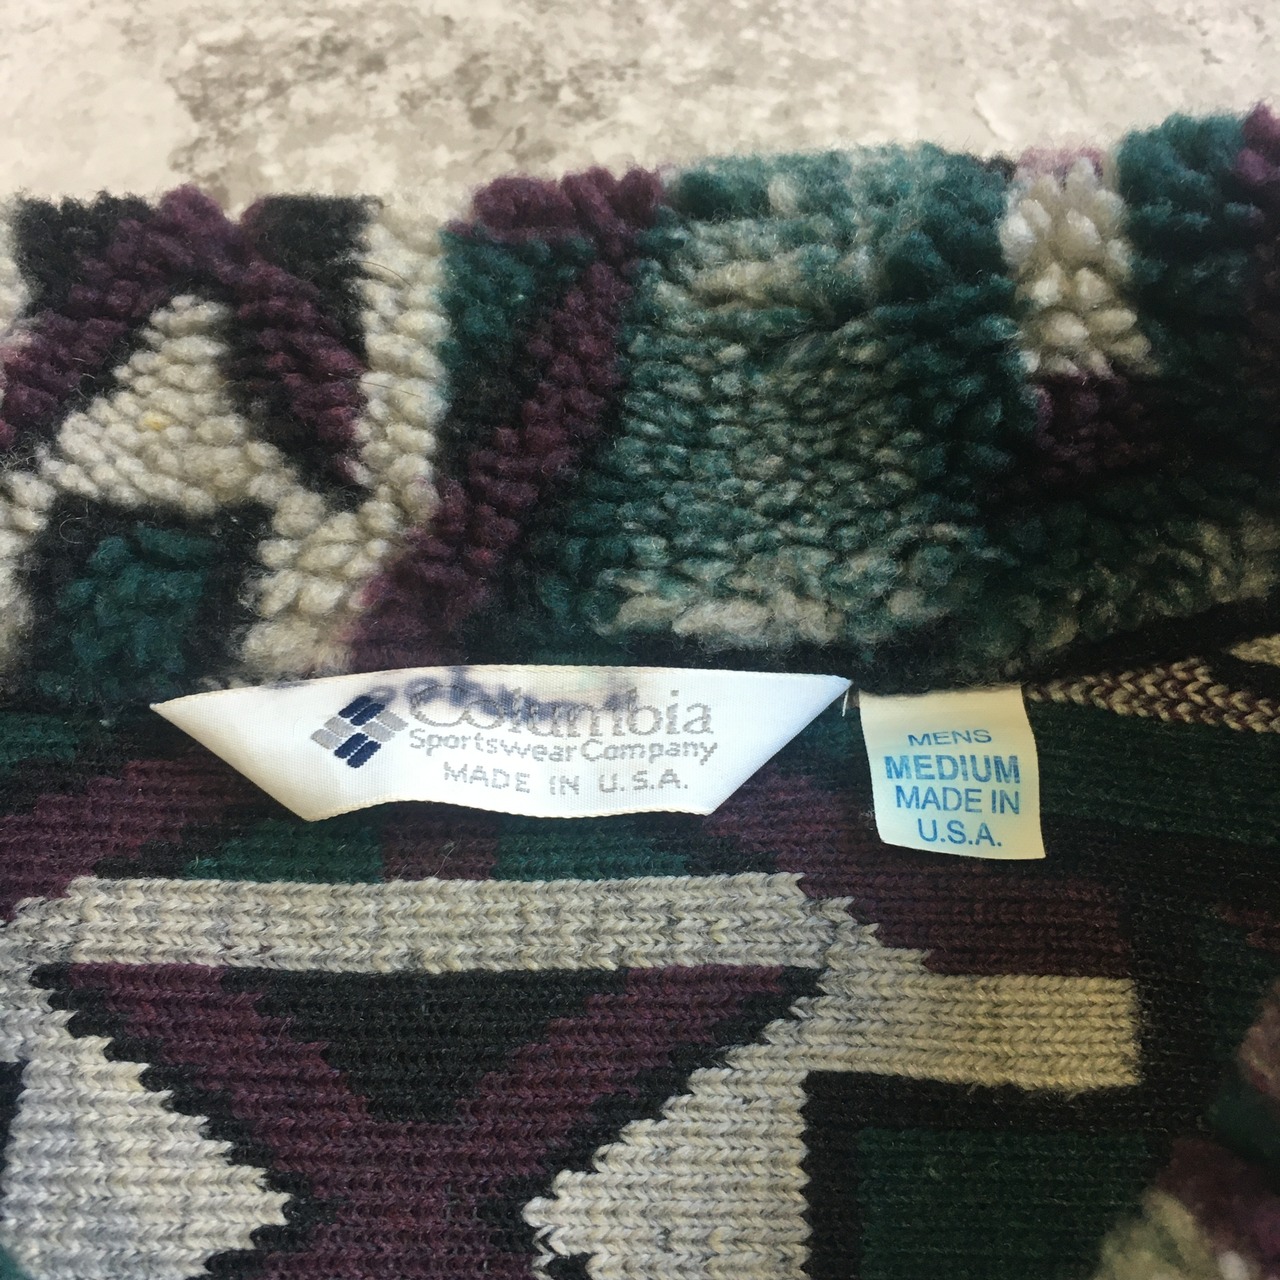 Columbia
Sportswear Company
MADE IN U.S.A.
MENS
MEDIUM
MADE IN
U.S.A.